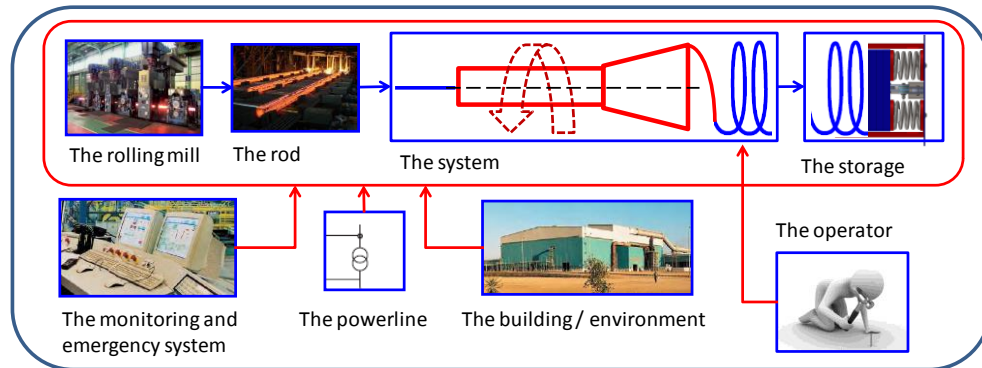 The rolling mill
The rod
The system
The storage
The monitoring and
emergency system
The powerline
The building / environment
The operator